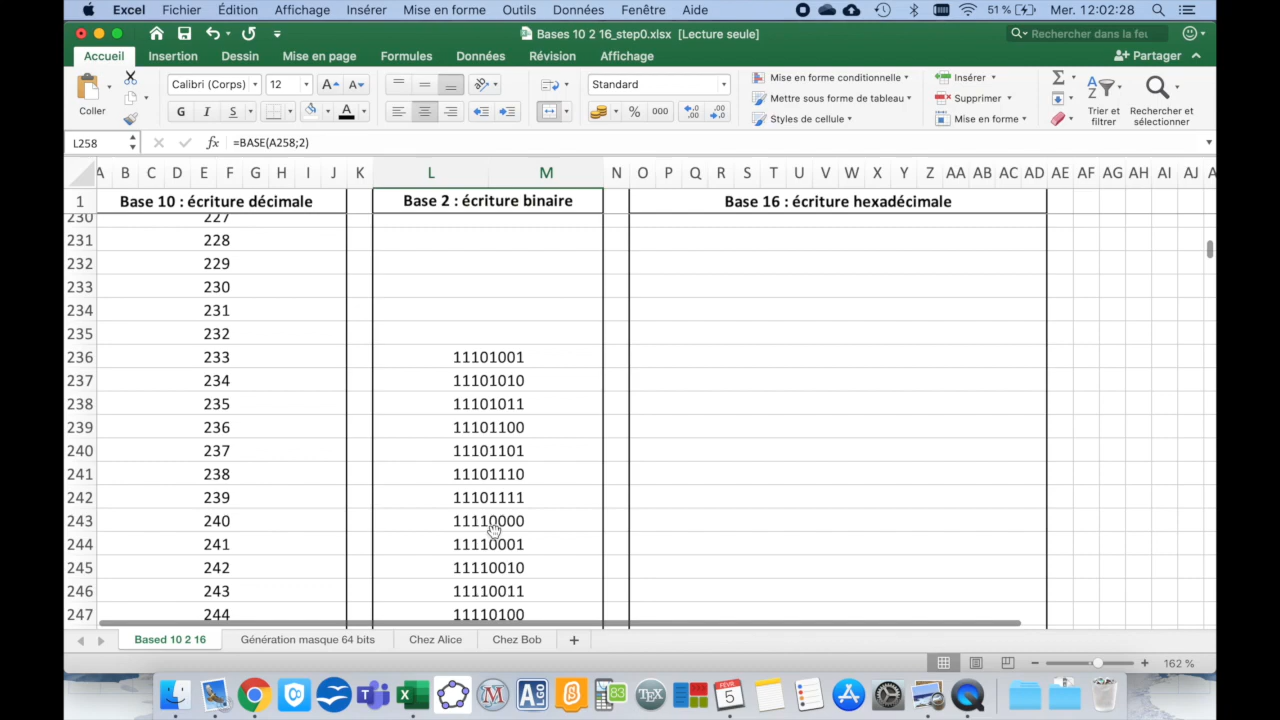 Excel Fichier Édition Affichage Insérer Mise en forme Outils Données Fenêtre Aide 51 % Mer. 12:02:28
Bases 10 2 16_step0.xlsx [Lecture seule] Rechercher dans la feu
Accueil Insertion Dessin Mise en page Formules Données Révision Affichage Partager
Coller Calibri (Corps) 12 A A Standard Mise en forme conditionnelle Insérer Trier et filtrer Rechercher et sélectionner
Mettre sous forme de tableau Supprimer
G I S A % 000 Styles de cellule Mise en forme
L258 fx =BASE(A258;2)
A B C D E F G H I J K L M N O P Q R S T U V W X Y Z AA AB AC AD AE AF AG AH AI AJ
1 Base 10 : écriture décimale Base 2 : écriture binaire Base 16 : écriture hexadécimale
230 227
231 228
232 229
233 230
234 231
235 232
236 233 11101001
237 234 11101010
238 235 11101011
239 236 11101100
240 237 11101101
241 238 11101110
242 239 11101111
243 240 11110000
244 241 11110001
245 242 11110010
246 243 11110011
247 244 11110100
Based 10 2 16 Génération masque 64 bits Chez Alice Chez Bob +
162 %
FÉVR. 5